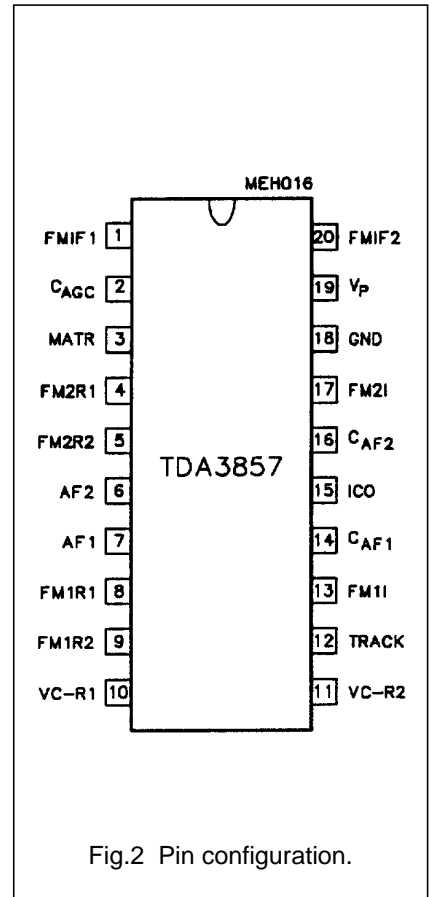 MEH016
FMIF1 1 20 FMIF2
CAGC 2 19 VP
MATR 3 18 GND
FM2R1 4 17 FM2I
FM2R2 5 16 CAF2
AF2 6 15 ICO
AF1 7 14 CAF1
FM1R1 8 13 FM1I
FM1R2 9 12 TRACK
VC-R1 10 11 VC-R2
TDA3857
Fig.2 Pin configuration.